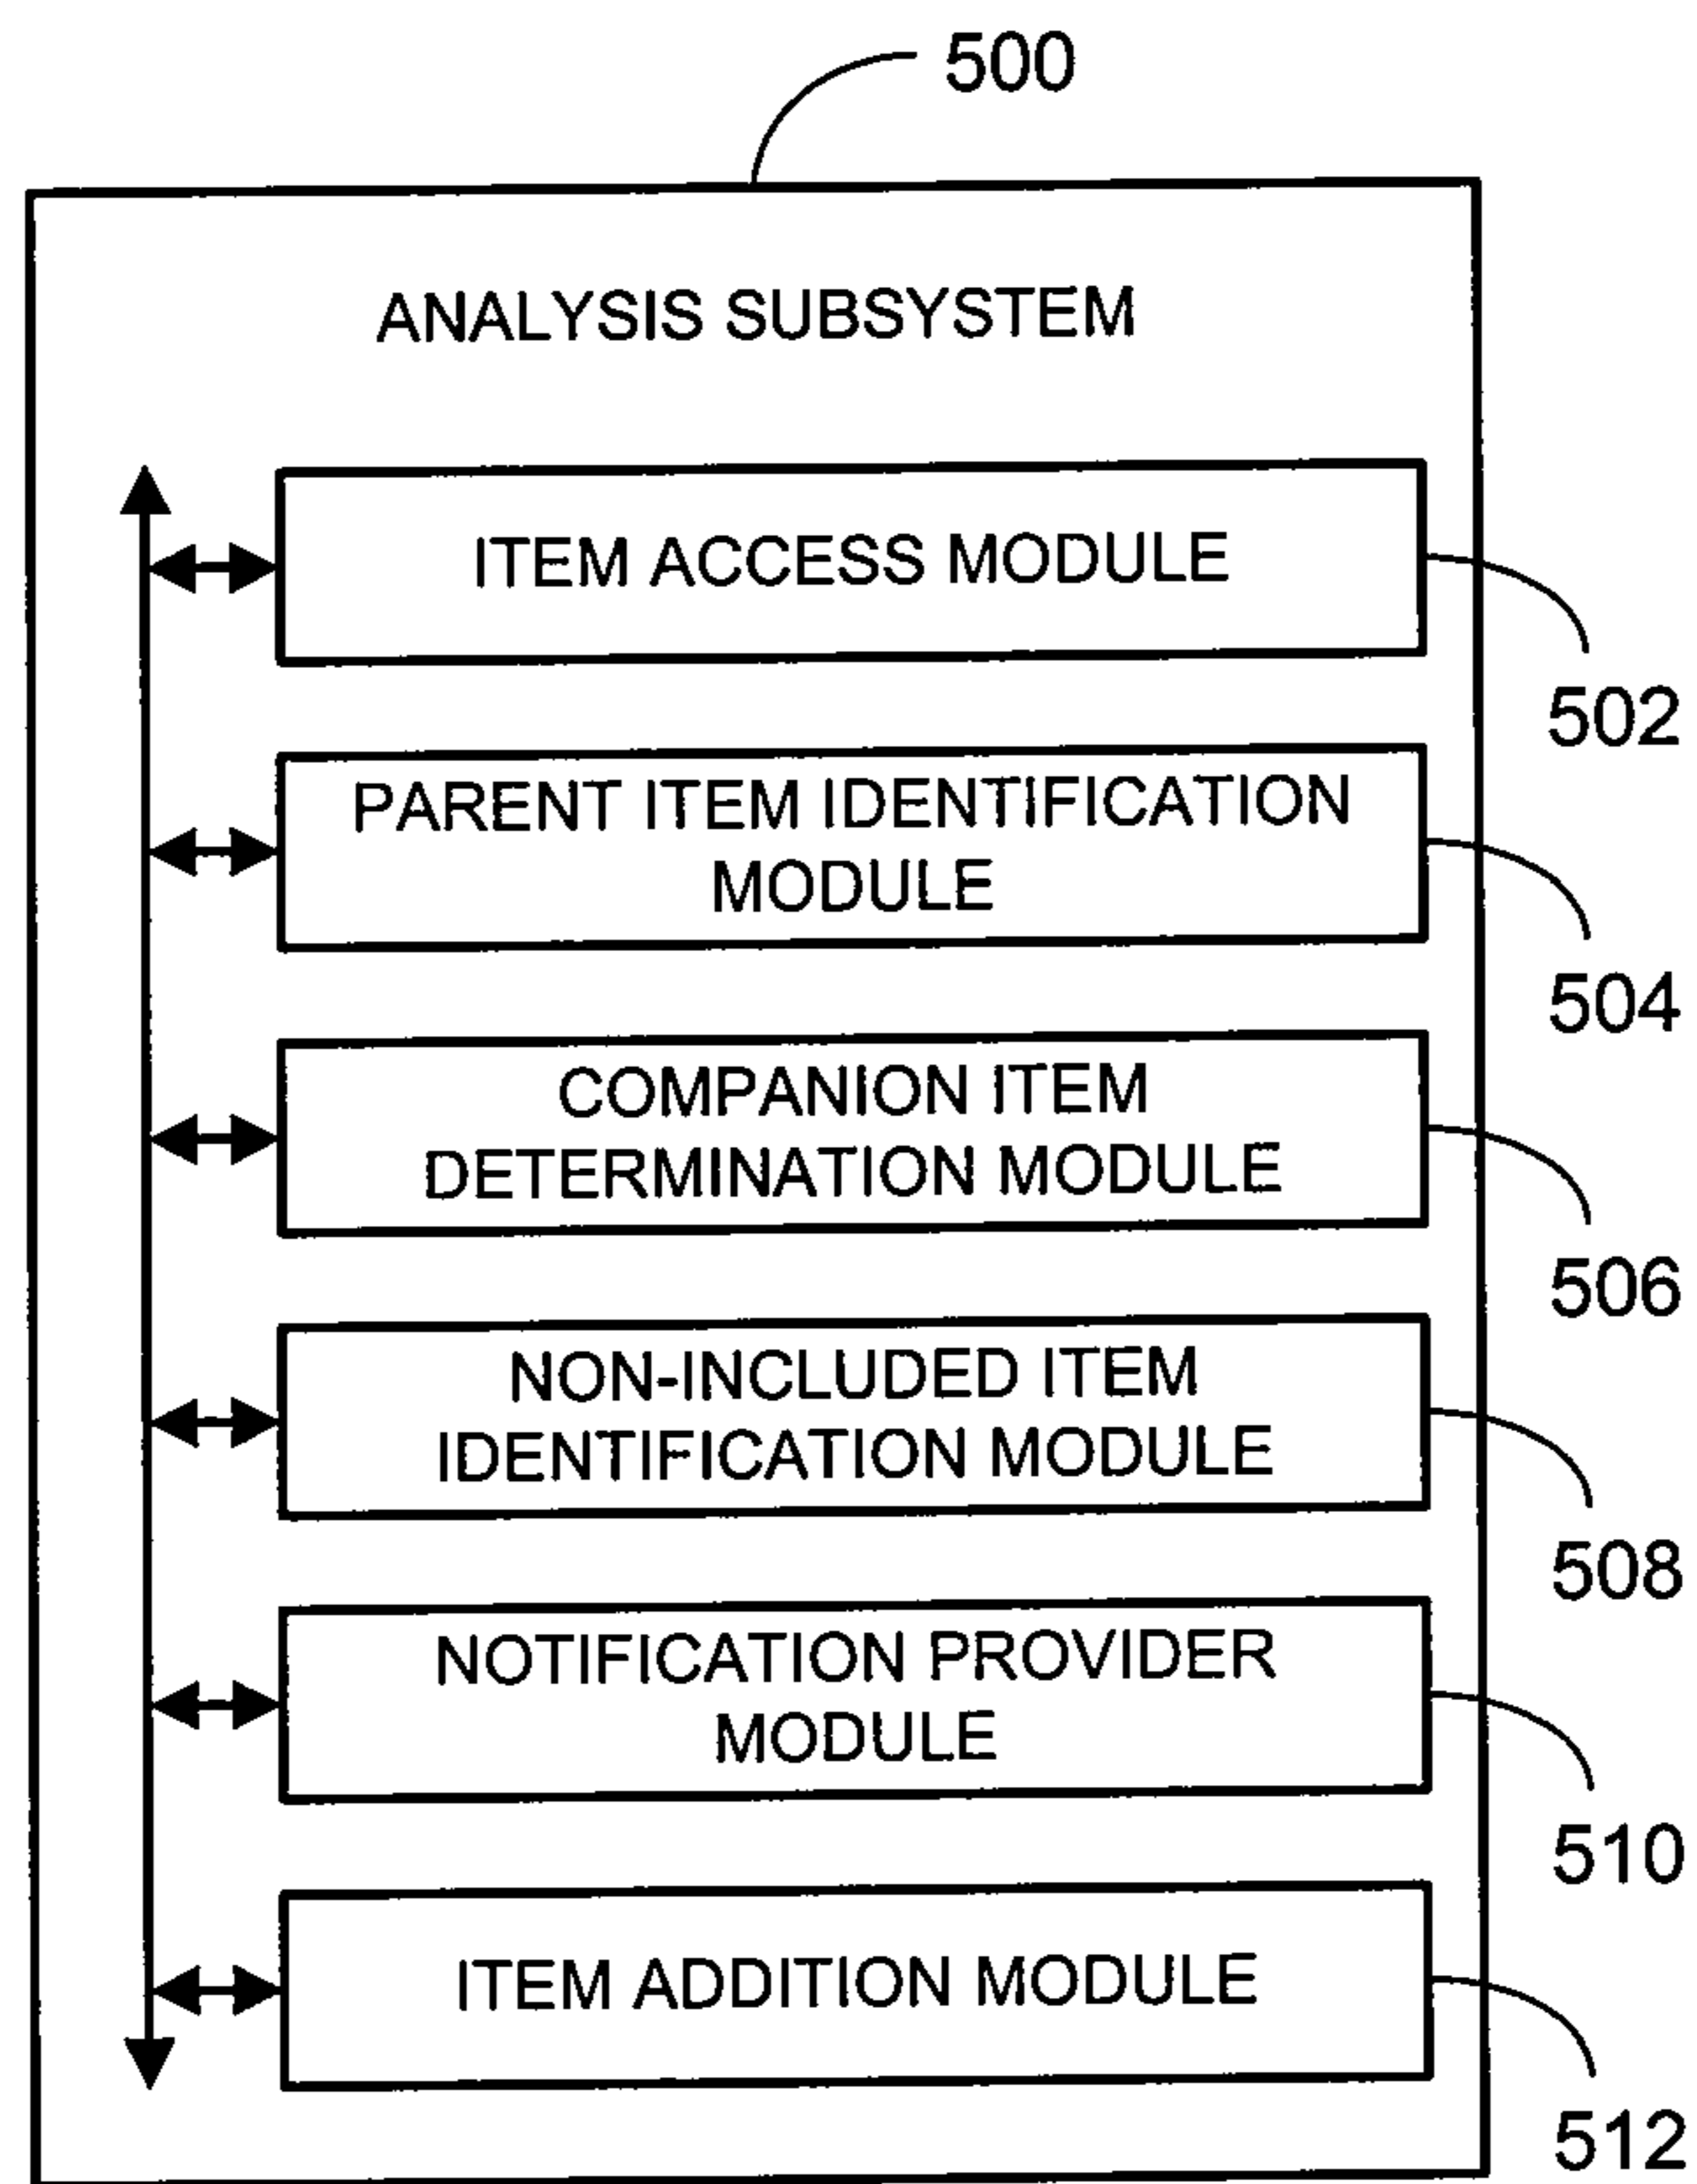 500
ANALYSIS SUBSYSTEM
ITEM ACCESS MODULE
502
PARENT ITEM IDENTIFICATION
MODULE
504
COMPANION ITEM
DETERMINATION MODULE
506
NON-INCLUDED ITEM
IDENTIFICATION MODULE
508
NOTIFICATION PROVIDER
MODULE
510
ITEM ADDITION MODULE
512